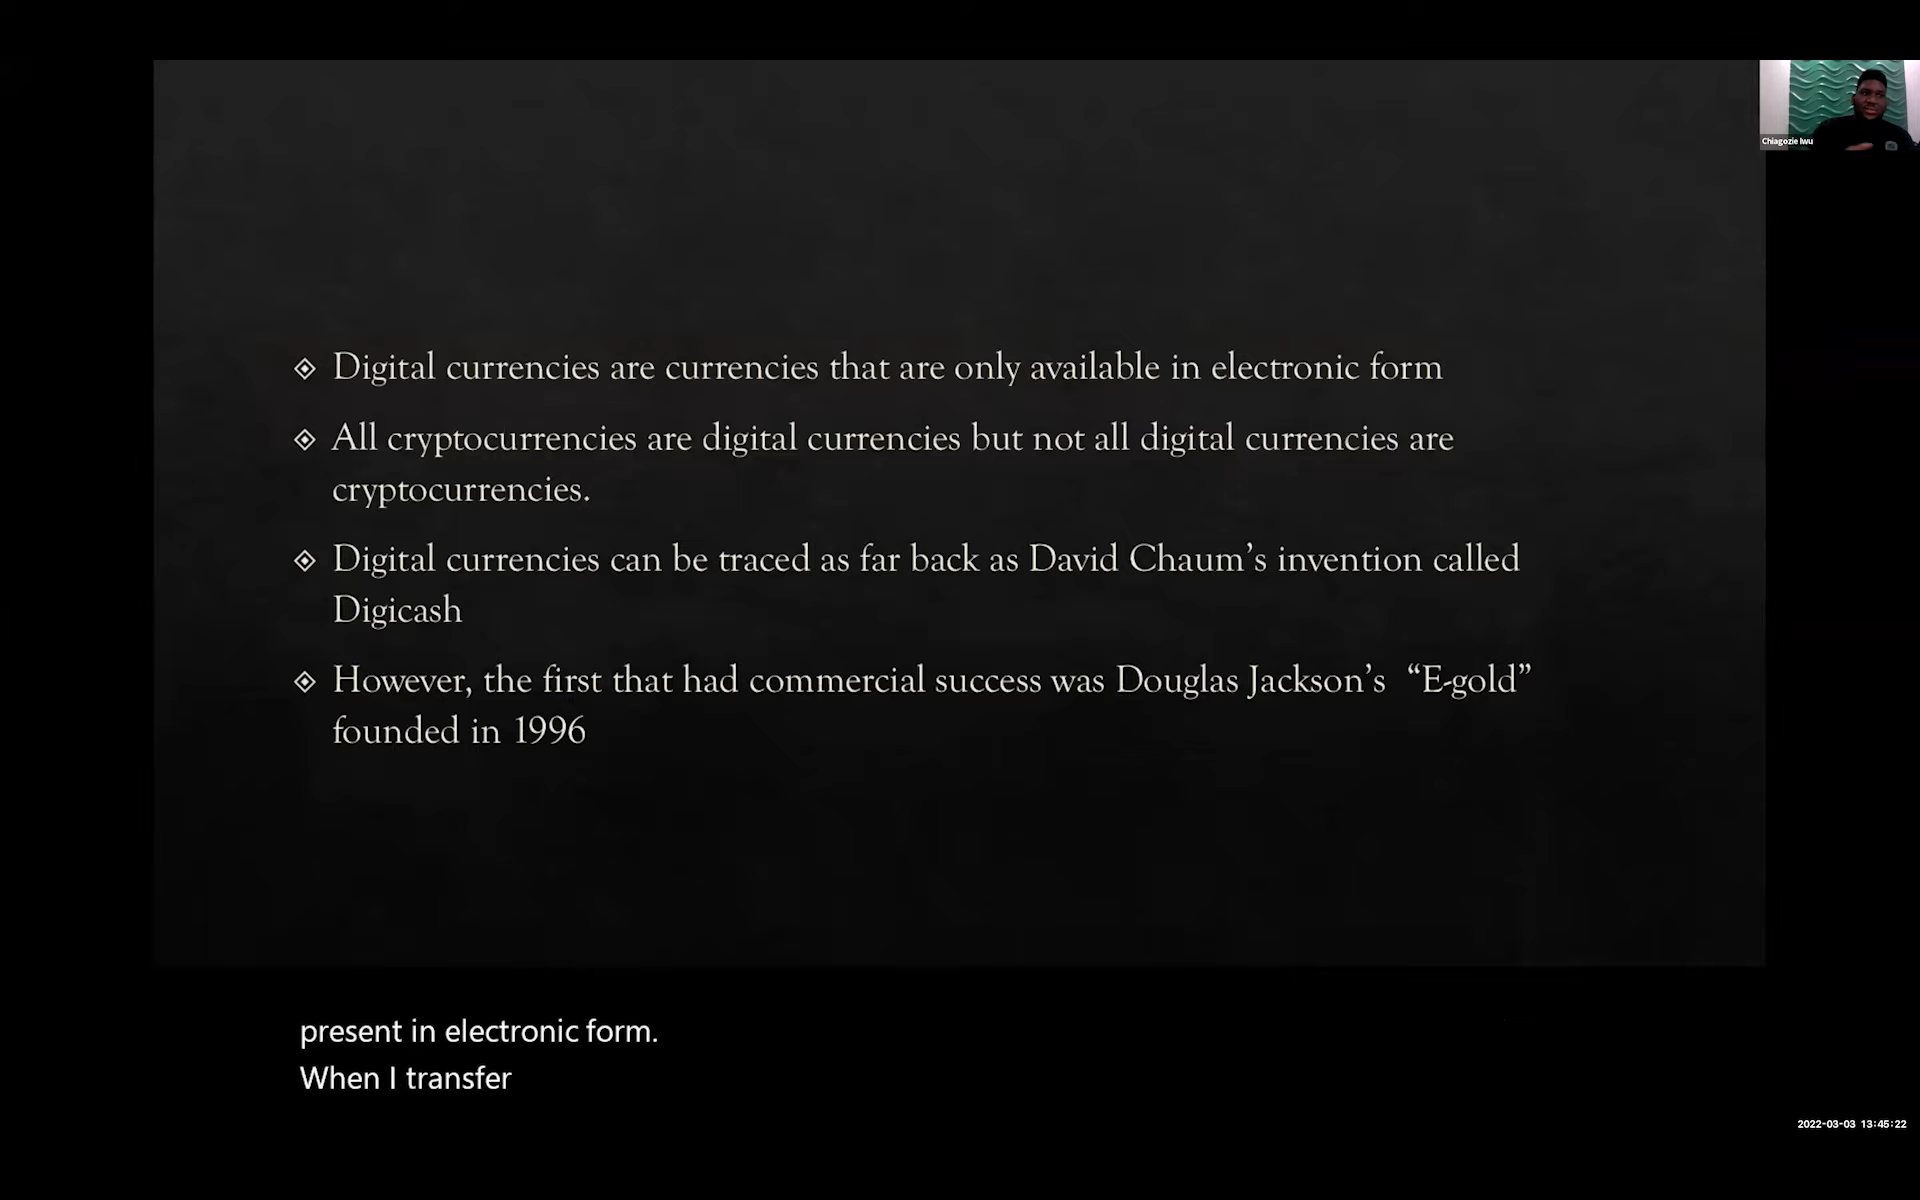 Chiagozie Iwu
Digital currencies are currencies that are only available in electronic form
All cryptocurrencies are digital currencies but not all digital currencies are
cryptocurrencies.
Digital currencies can be traced as far back as David Chaum’s invention called
Digicash
However, the first that had commercial success was Douglas Jackson’s “E-gold”
founded in 1996
present in electronic form.
When I transfer
2022-03-03 13:45:22